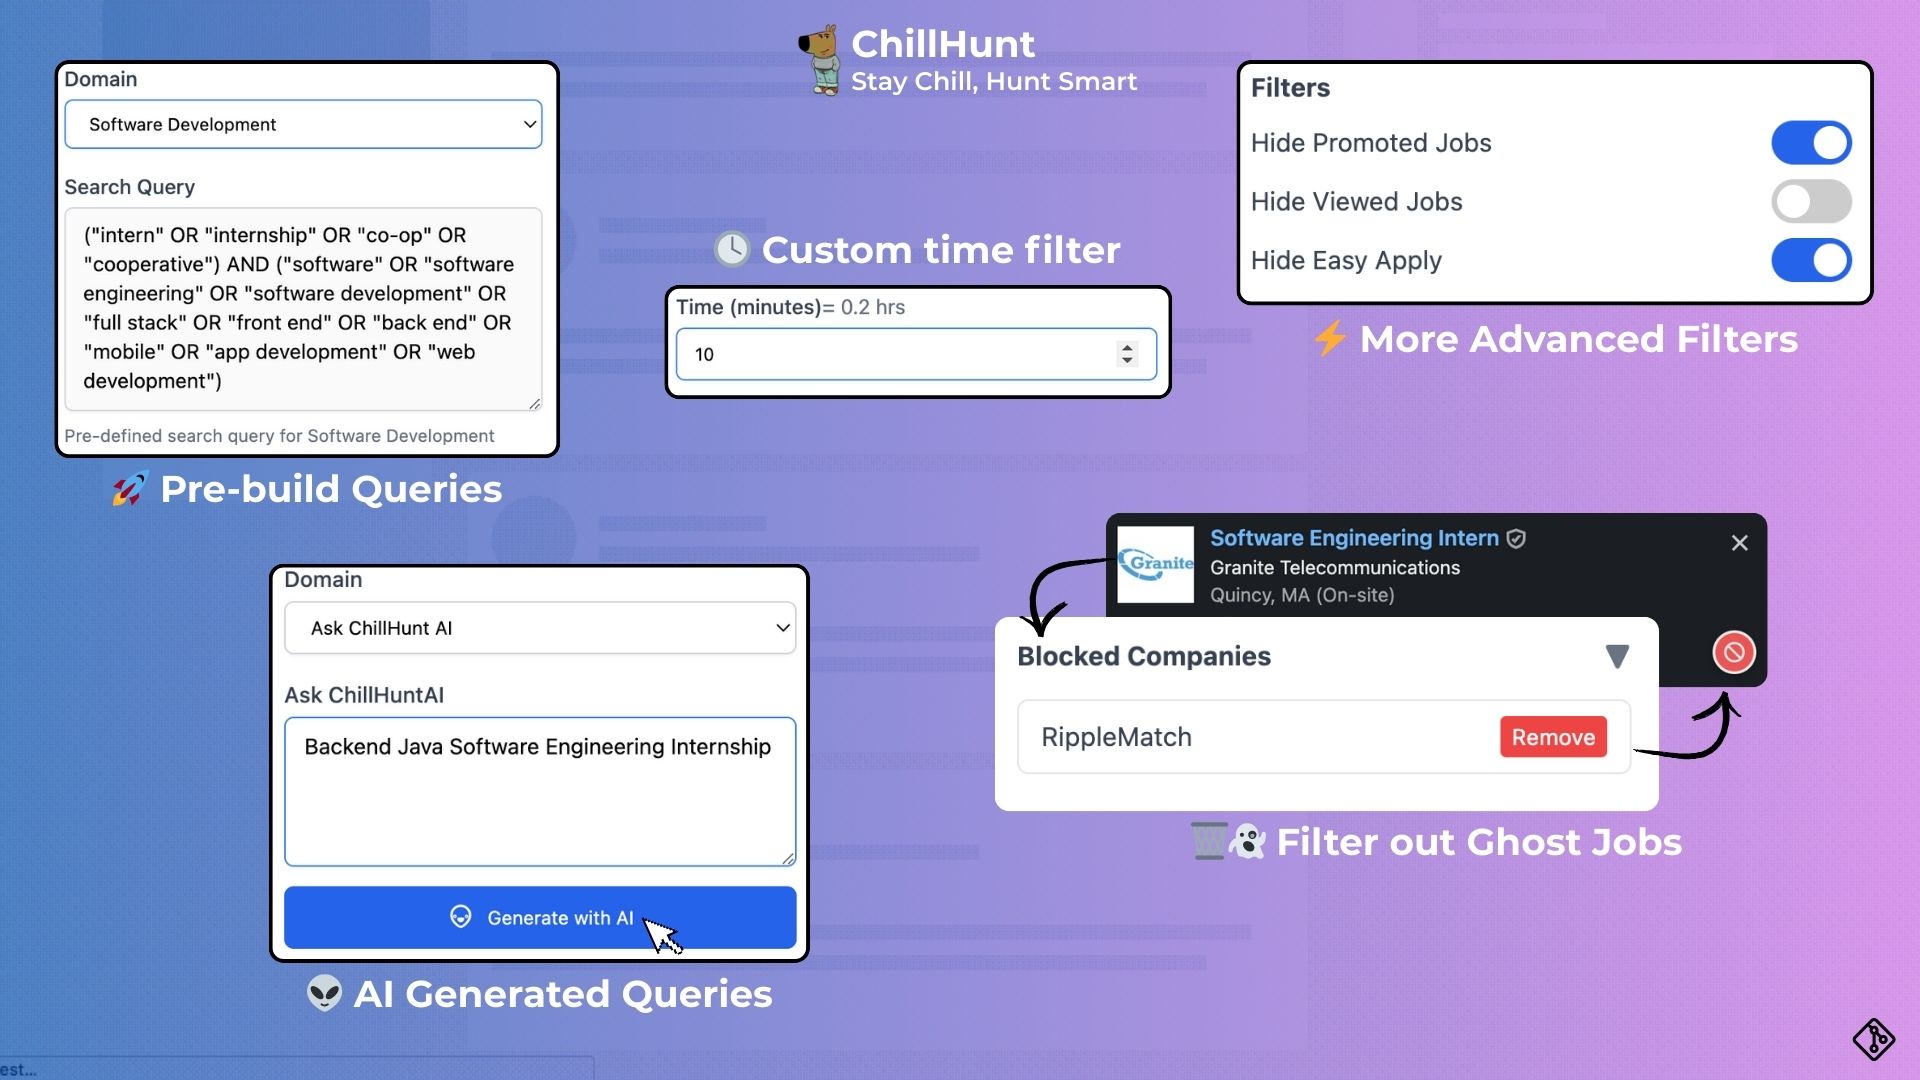 ChillHunt
Stay Chill, Hunt Smart
Domain
Software Development
Search Query
("intern" OR "internship" OR "co-op" OR
"cooperative") AND ("software" OR "software
engineering" OR "software development" OR
"full stack" OR "front end" OR "back end" OR
"mobile" OR "app development" OR "web
development")
Pre-defined search query for Software Development
Pre-build Queries
Custom time filter
Time (minutes)= 0.2 hrs
10
Filters
Hide Promoted Jobs
Hide Viewed Jobs
Hide Easy Apply
More Advanced Filters
Domain
Ask ChillHunt AI
Ask ChillHuntAI
Backend Java Software Engineering Internship
Generate with AI
AI Generated Queries
Granite
Software Engineering Intern
Granite Telecommunications
Quincy, MA (On-site)
Blocked Companies
RippleMatch
Remove
Filter out Ghost Jobs
est...